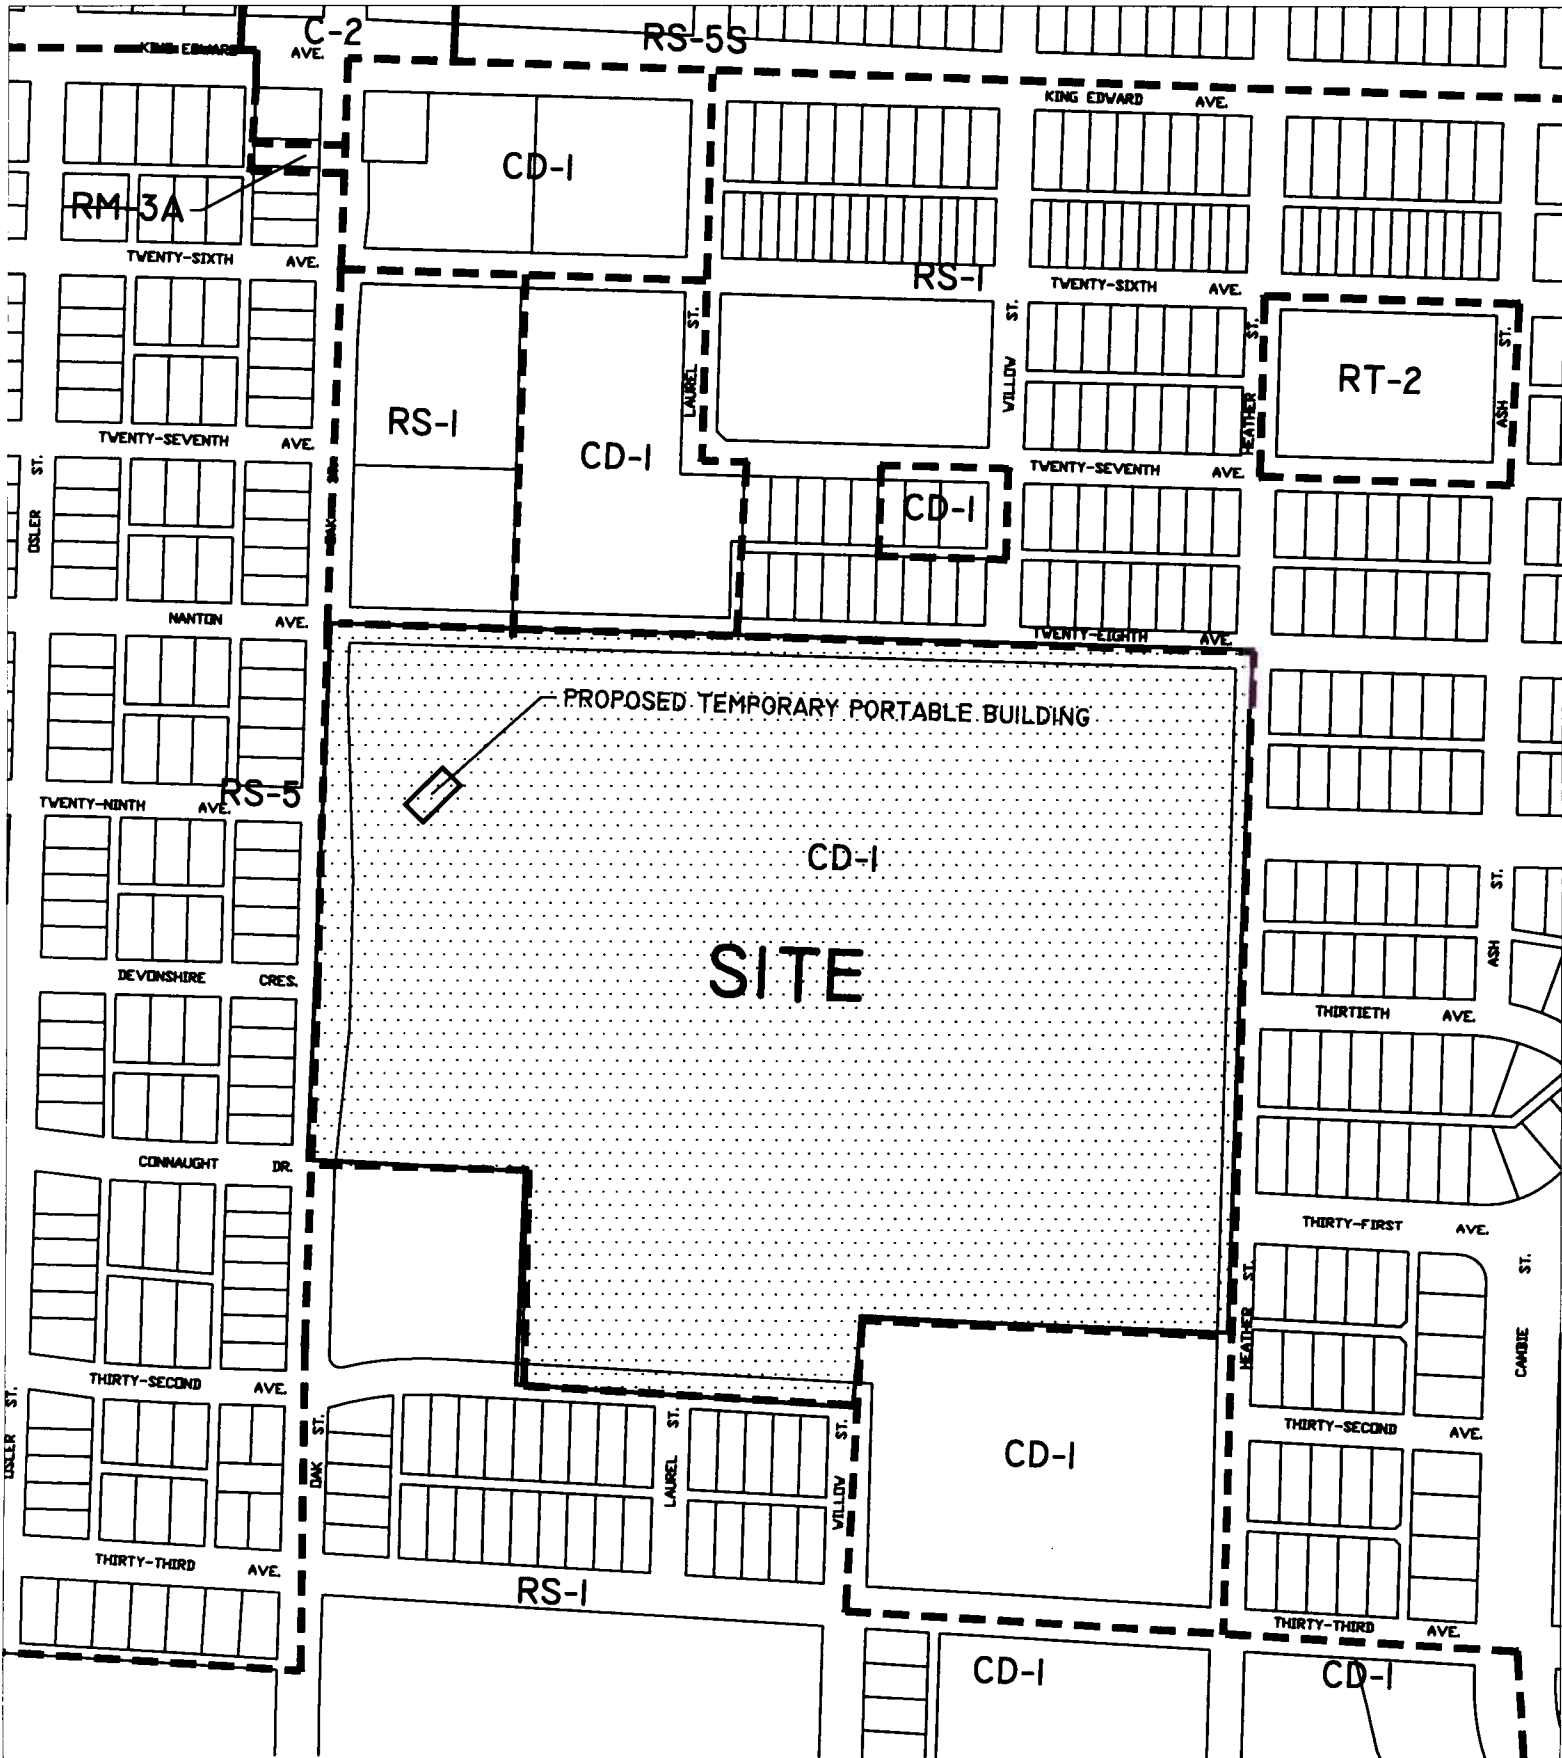 C-2
RS-5S
KING EDWARD AVE.
KING EDWARD AVE.
CD-1
RM-3A
TWENTY-SIXTH AVE.
RS-1
TWENTY-SIXTH AVE.
LAUREL ST.
WILLOW ST.
HEATHER ST.
ASH ST.
RT-2
RS-1
CD-1
TWENTY-SEVENTH AVE.
TWENTY-SEVENTH AVE.
OSLER ST.
OAK
CD-1
NANTON AVE.
TWENTY-EIGHTH AVE.
PROPOSED TEMPORARY PORTABLE BUILDING
RS-5
TWENTY-NINTH AVE.
CD-1
SITE
ASH ST.
DEVONSHIRE CRES.
THIRTIETH AVE.
CONNAUGHT DR.
THIRTY-FIRST AVE.
HEATHER ST.
CAMBIE ST.
THIRTY-SECOND AVE.
OSLER ST.
OAK ST.
LAUREL ST.
WILLOW ST.
THIRTY-SECOND AVE.
CD-1
THIRTY-THIRD AVE.
RS-1
THIRTY-THIRD AVE.
CD-1
CD-1